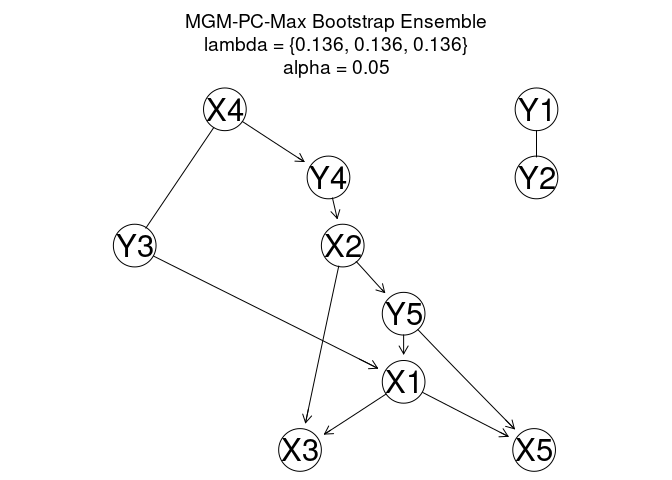 MGM-PC-Max Bootstrap Ensemble
lambda = {0.136, 0.136, 0.136}
alpha = 0.05
X4
Y1
Y4
Y2
Y3
X2
Y5
X1
X3
X5